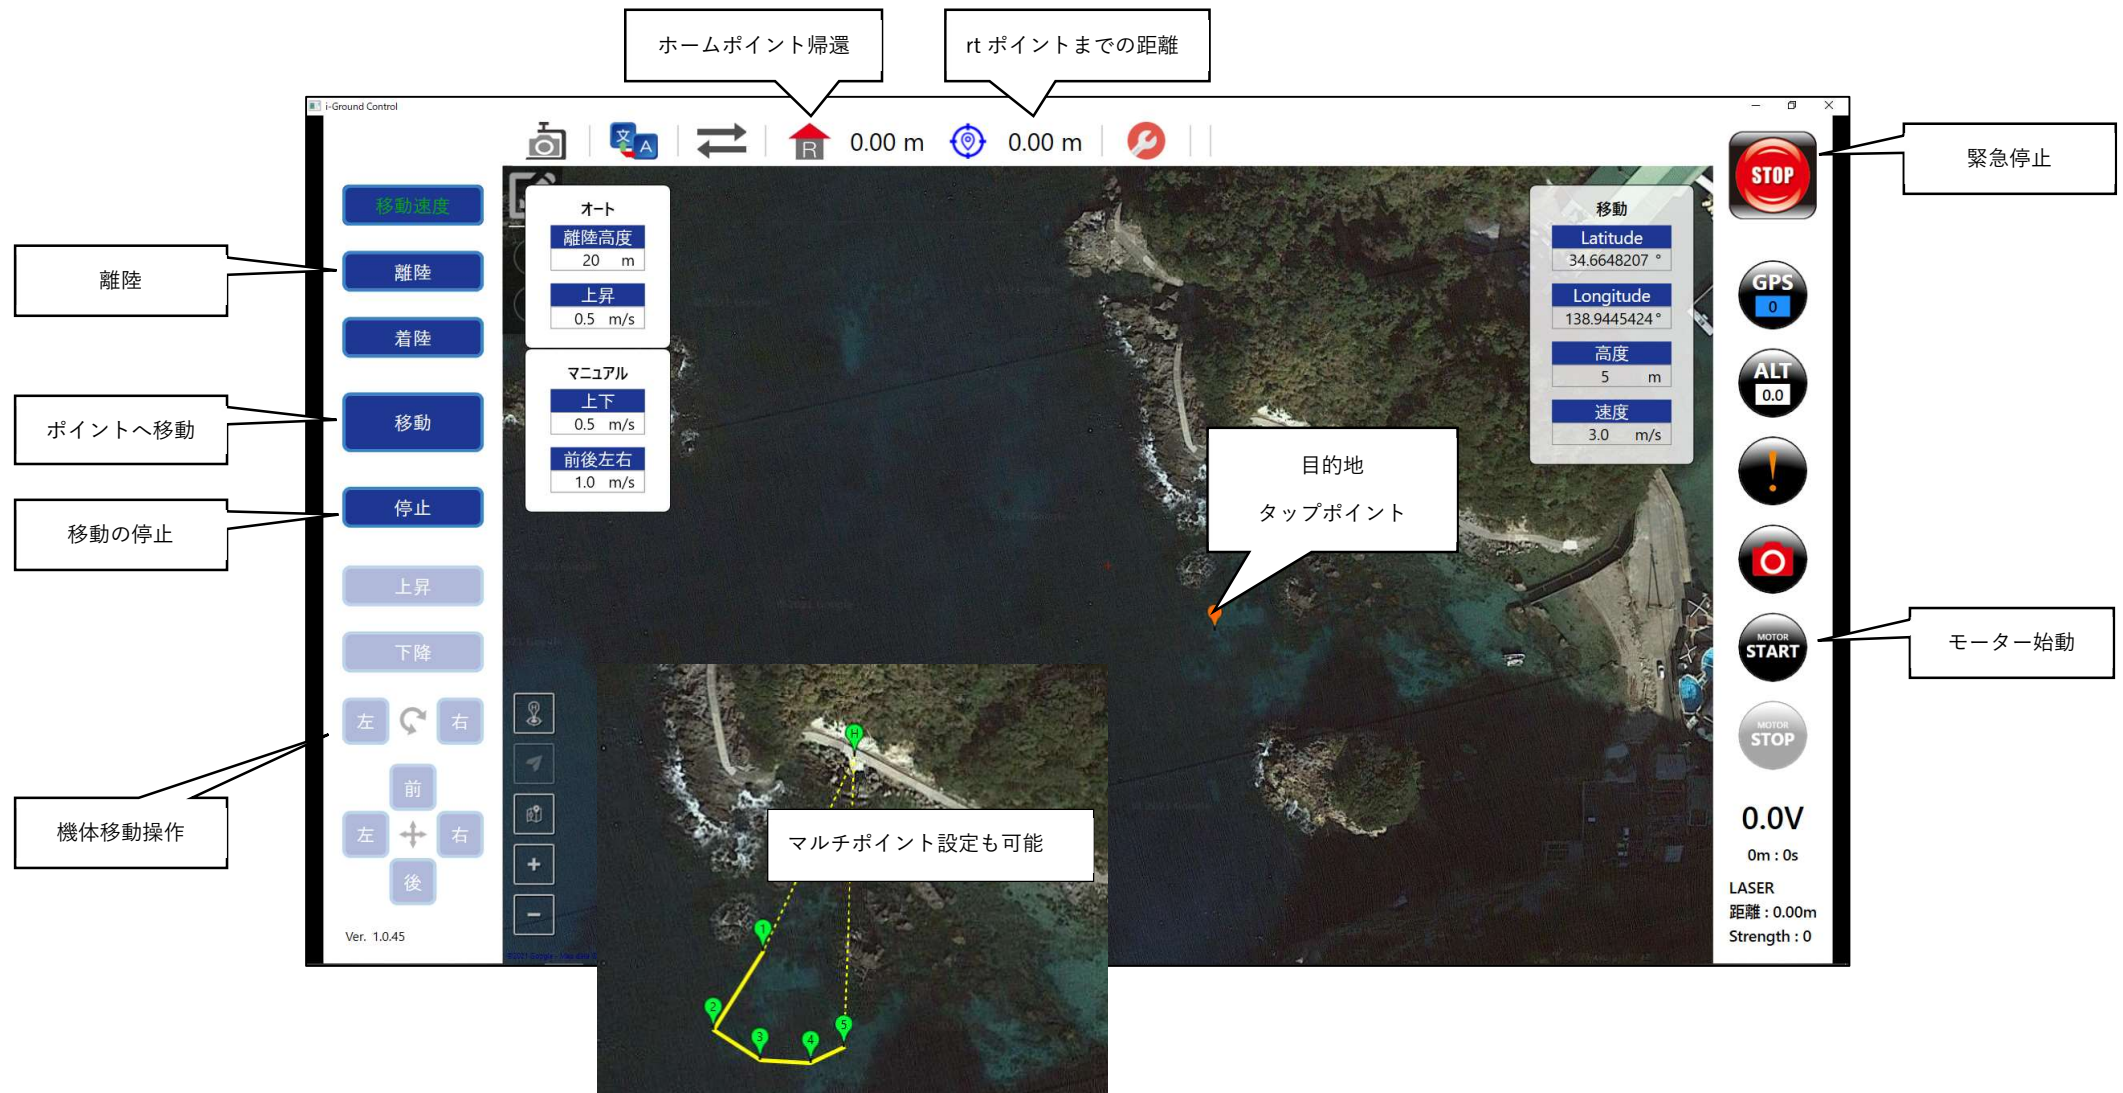 ホームポイント帰還
rt ポイントまでの距離
i-Ground Control
R
0.00 m
0.00 m
文
A
STOP
緊急停止
移動速度
離陸
離陸
着陸
ポイントへ移動
移動
移動の停止
停止
上昇
下降
左
右
前
左
右
後
機体移動操作
Ver. 1.0.45
オート
離陸高度
20 m
上昇
0.5 m/s
マニュアル
上下
0.5 m/s
前後左右
1.0 m/s
移動
Latitude
34.6648207 °
Longitude
138.9445424 °
高度
5 m
速度
3.0 m/s
目的地
タップポイント
H
マルチポイント設定も可能
1
2
3
4
5
GPS
0
ALT
0.0
!
MOTOR
START
モーター始動
MOTOR
STOP
0.0V
0m : 0s
LASER
距離 : 0.00m
Strength : 0